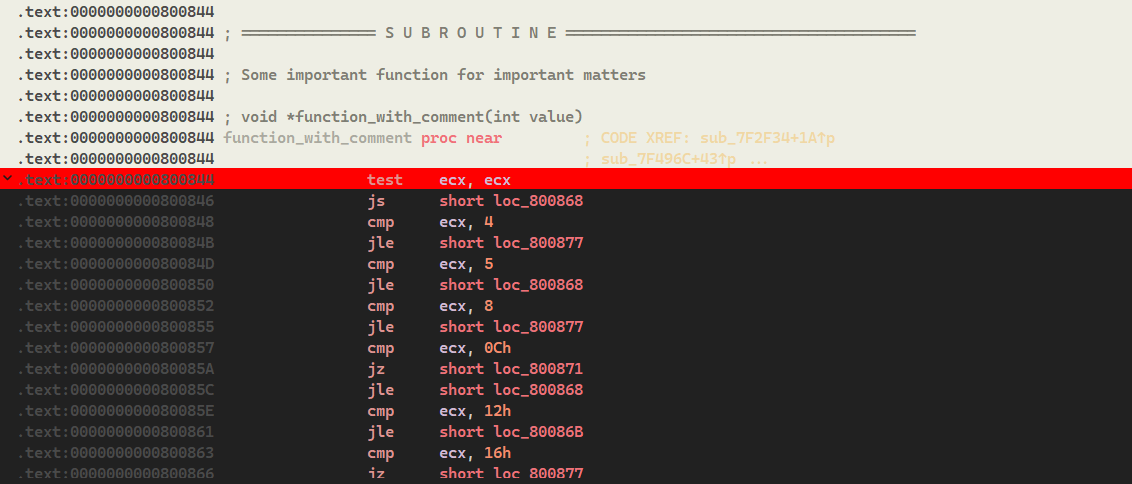 .text:0000000000800844
.text:0000000000800844 ; =============== S U B R O U T I N E =======================================
.text:0000000000800844
.text:0000000000800844 ; Some important function for important matters
.text:0000000000800844
.text:0000000000800844 ; void *function_with_comment(int value)
.text:0000000000800844 function_with_comment proc near ; CODE XREF: sub_7F2F34+1A↑p
.text:0000000000800844 ; sub_7F496C+43↑p ...
.text:0000000000800844 test ecx, ecx
.text:0000000000800846 js short loc_800868
.text:0000000000800848 cmp ecx, 4
.text:000000000080084B jle short loc_800877
.text:000000000080084D cmp ecx, 5
.text:0000000000800850 jle short loc_800868
.text:0000000000800852 cmp ecx, 8
.text:0000000000800855 jle short loc_800877
.text:0000000000800857 cmp ecx, 0Ch
.text:000000000080085A jz short loc_800871
.text:000000000080085C jle short loc_800868
.text:000000000080085E cmp ecx, 12h
.text:0000000000800861 jle short loc_80086B
.text:0000000000800863 cmp ecx, 16h
.text:0000000000800866 jz short loc_800877